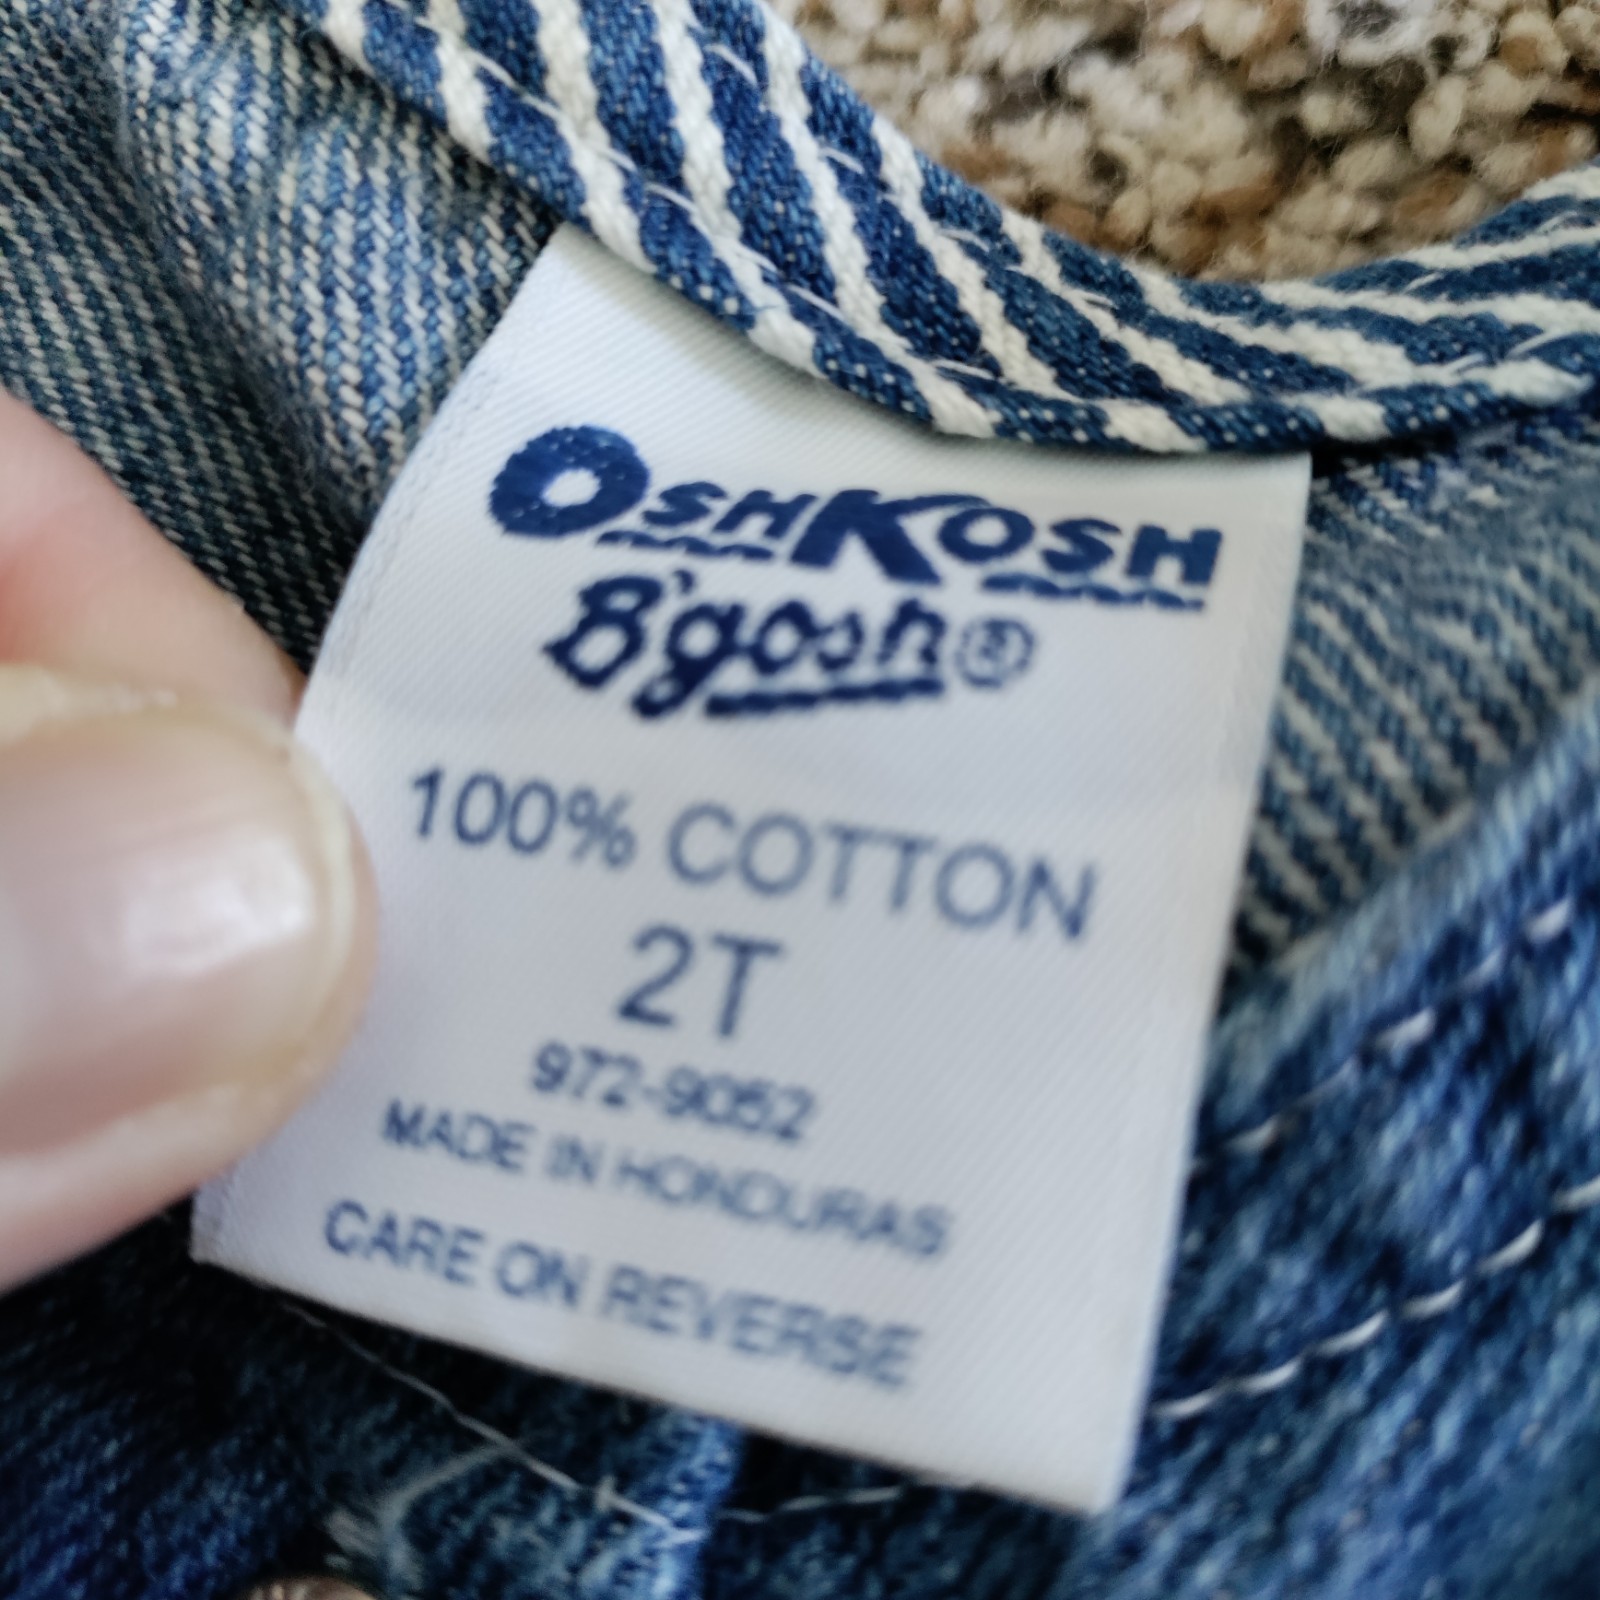 OSHKOSH
B'gosh®
100% COTTON
2T
972-9052
MADE IN HONDURAS
CARE ON REVERSE